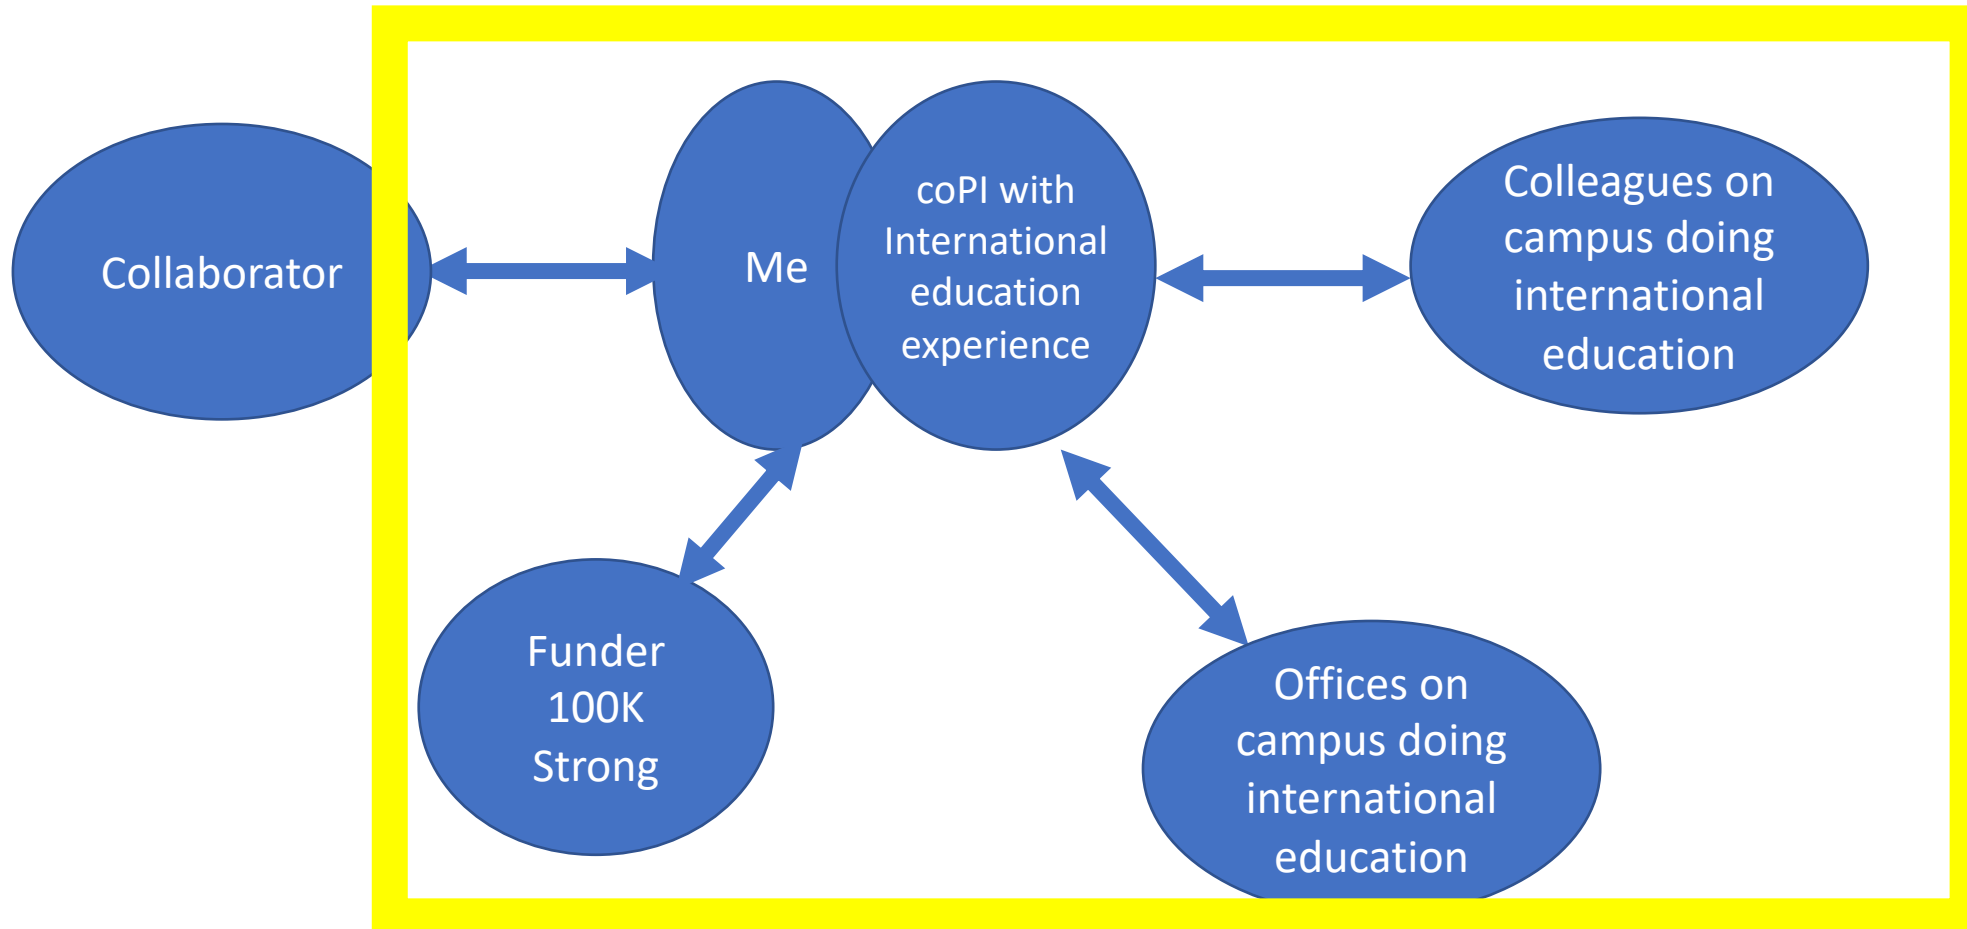 Collaborator
Me
coPI with
International
education
experience
Colleagues on
campus doing
international
education
Funder
100K
Strong
Offices on
campus doing
international
education